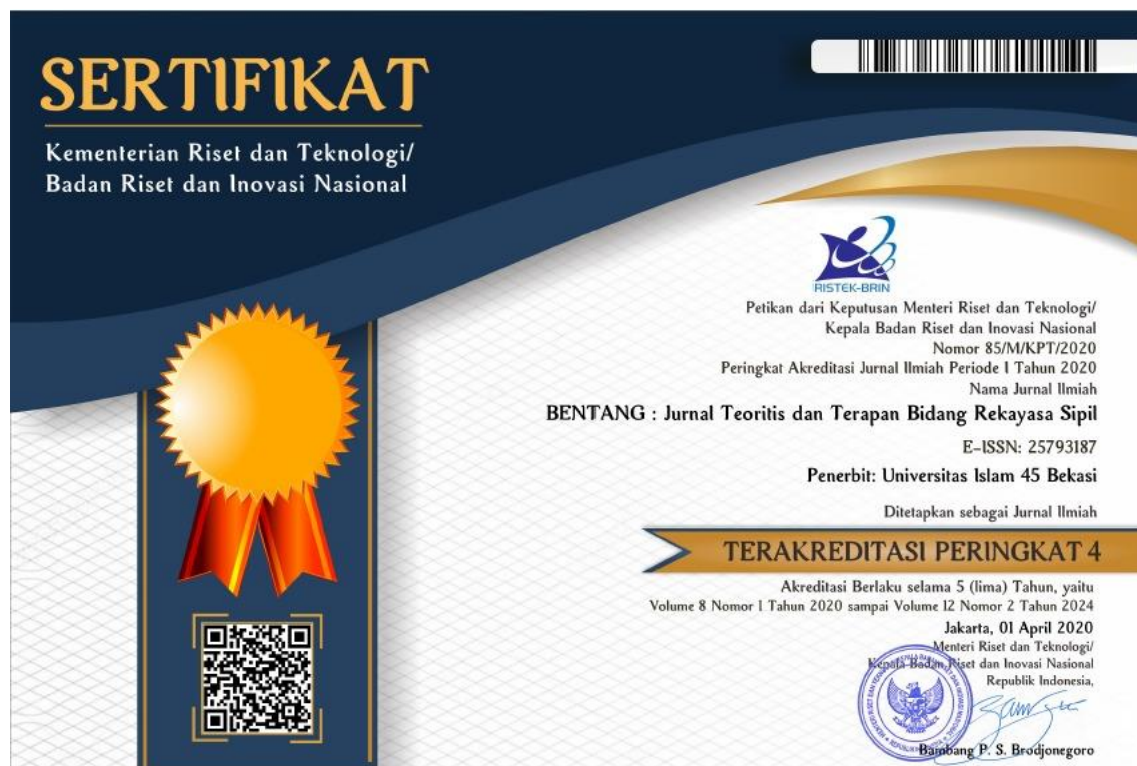 SERTIFIKAT
Kementerian Riset dan Teknologi/
Badan Riset dan Inovasi Nasional
RISTEK-BRIN
Petikan dari Keputusan Menteri Riset dan Teknologi/
Kepala Badan Riset dan Inovasi Nasional
Nomor 85/M/KPT/2020
Peringkat Akreditasi Jurnal Ilmiah Periode I Tahun 2020
Nama Jurnal Ilmiah
BENTANG : Jurnal Teoritis dan Terapan Bidang Rekayasa Sipil
E-ISSN: 25793187
Penerbit: Universitas Islam 45 Bekasi
Ditetapkan sebagai Jurnal Ilmiah
TERAKREDITASI PERINGKAT 4
Akreditasi Berlaku selama 5 (lima) Tahun, yaitu
Volume 8 Nomor 1 Tahun 2020 sampai Volume 12 Nomor 2 Tahun 2024
Jakarta, 01 April 2020
Menteri Riset dan Teknologi/
Kepala Badan Riset dan Inovasi Nasional
Republik Indonesia,
Bambang P. S. Brodjonegoro